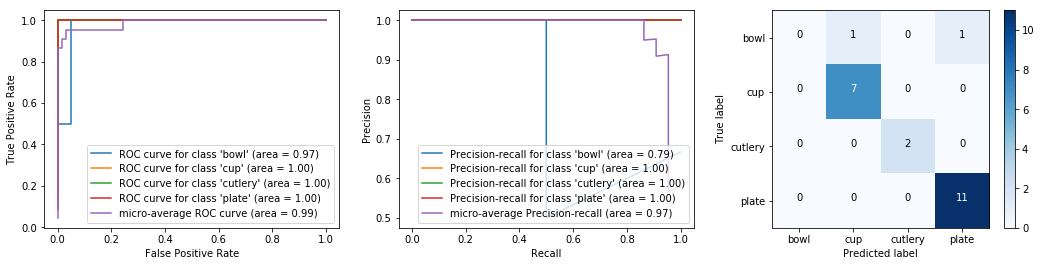 1.0
0.8
0.6
0.4
0.2
0.0
True Positive Rate
ROC curve for class 'bowl' (area = 0.97)
ROC curve for class 'cup' (area = 1.00)
ROC curve for class 'cutlery' (area = 1.00)
ROC curve for class 'plate' (area = 1.00)
micro-average ROC curve (area = 0.99)
0.0 0.2 0.4 0.6 0.8 1.0
False Positive Rate
1.0
0.9
0.8
0.7
0.6
0.5
Precision
Precision-recall for class 'bowl' (area = 0.79)
Precision-recall for class 'cup' (area = 1.00)
Precision-recall for class 'cutlery' (area = 1.00)
Precision-recall for class 'plate' (area = 1.00)
micro-average Precision-recall (area = 0.97)
0.0 0.2 0.4 0.6 0.8 1.0
Recall
True label
bowl 0 1 0 1
cup 0 7 0 0
cutlery 0 0 2 0
plate 0 0 0 11
bowl cup cutlery plate
Predicted label
10
8
6
4
2
0